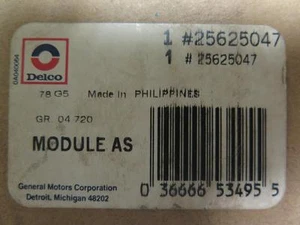 1 #25625047
1 # 25625047
Delco
78 G5 Made in PHILIPPINES
GR. 04 720
MODULE AS
General Motors Corporation
Detroit, Michigan 48202
0 36666 53495 5